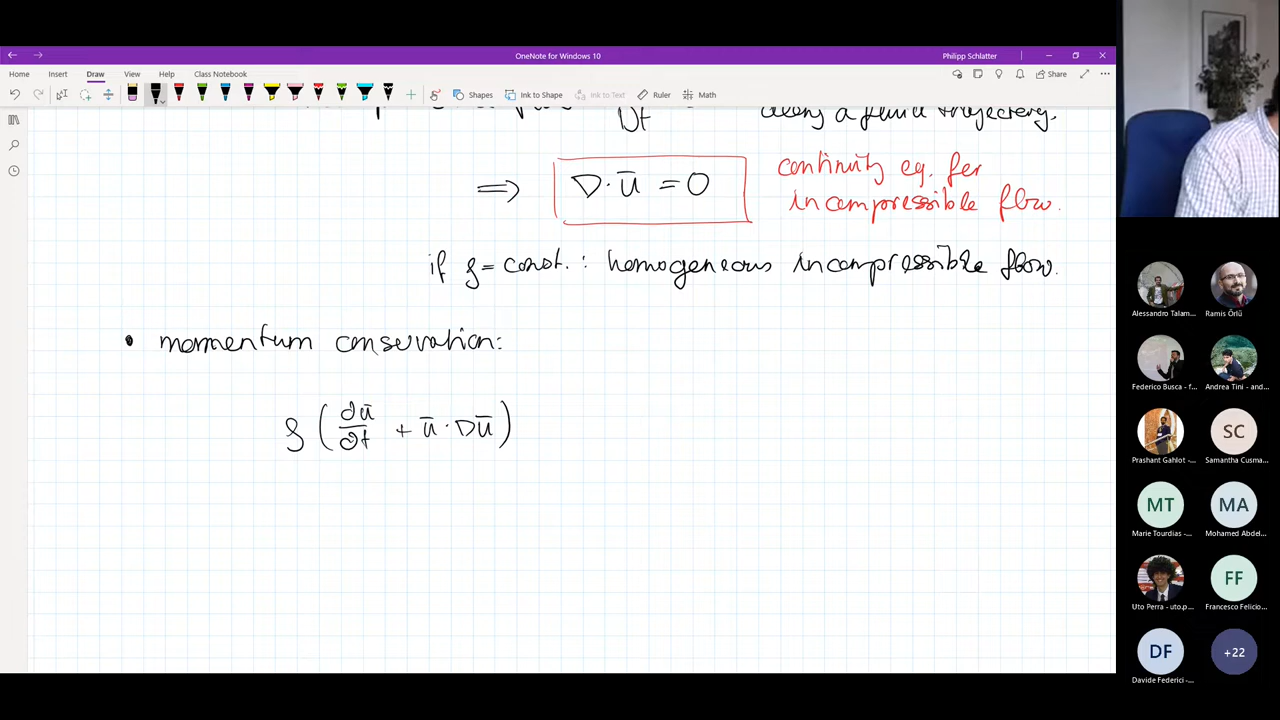 OneNote for Windows 10
Philipp Schlatter
Home Insert Draw View Help Class Notebook
Share
Shapes Ink to Shape Ink to Text Ruler Math
Dt
along a fluid trajectory.
⟹ ∇·ū = 0
continuity eq. for
incompressible flow.
if ρ = const. : homogeneous incompressible flow.
• momentum conservation:
ρ ( ∂ū/∂t + ū·∇ū )
Alessandro Talam...
Ramis Örlü
Federico Busca - f...
Andrea Tini - and...
Prashant Gahlot -...
SC
Samantha Cusma...
MT
Marie Tourdias -...
MA
Mohamed Abdel...
Uto Perra - uto.p...
FF
Francesco Felicio...
DF
Davide Federici -...
+22